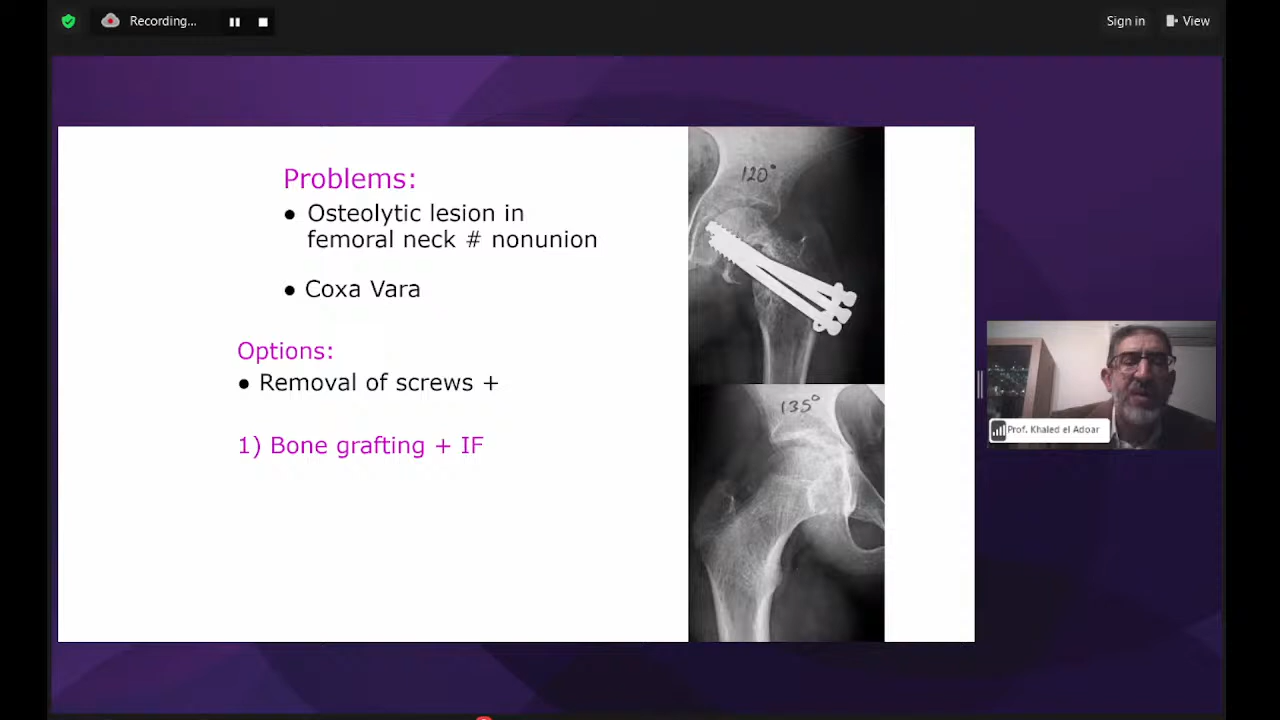 Recording...
Sign in
View
Problems:
● Osteolytic lesion in
femoral neck # nonunion
● Coxa Vara
Options:
● Removal of screws +
1) Bone grafting + IF
120°
135°
Prof. Khaled el Adoar